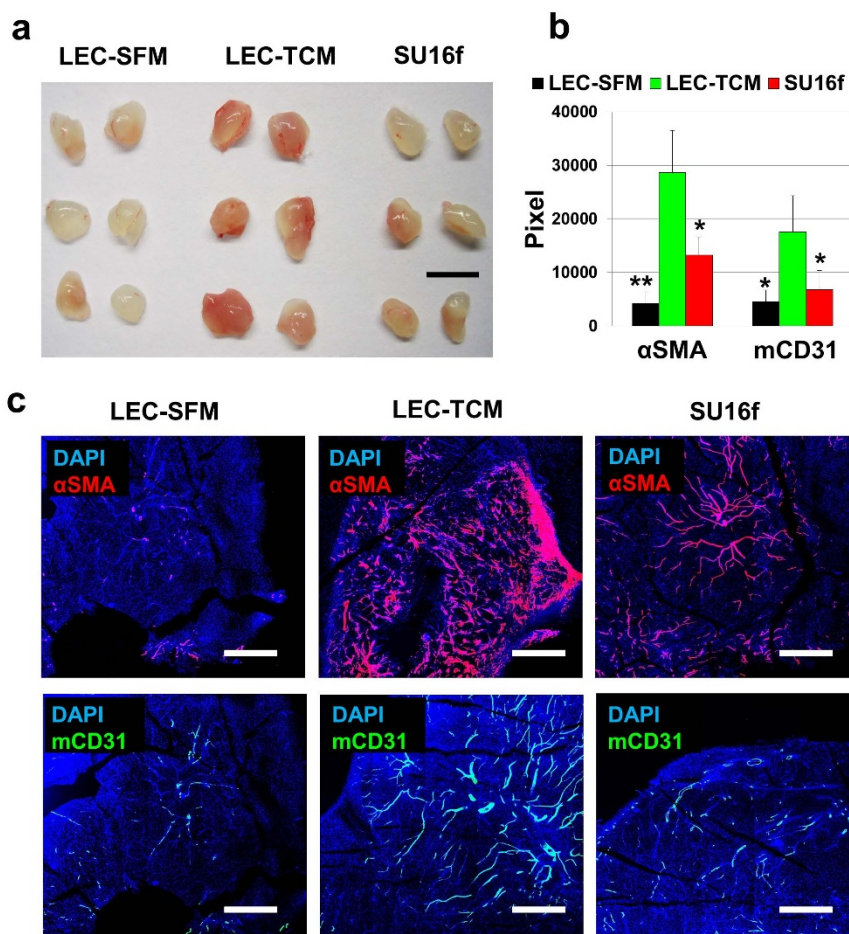 a
LEC-SFM LEC-TCM SU16f
b
LEC-SFM LEC-TCM SU16f
Pixel
40000
30000
20000
10000
0
** * * *
αSMA mCD31
c
LEC-SFM LEC-TCM SU16f
DAPI DAPI DAPI
αSMA αSMA αSMA
DAPI DAPI DAPI
mCD31 mCD31 mCD31